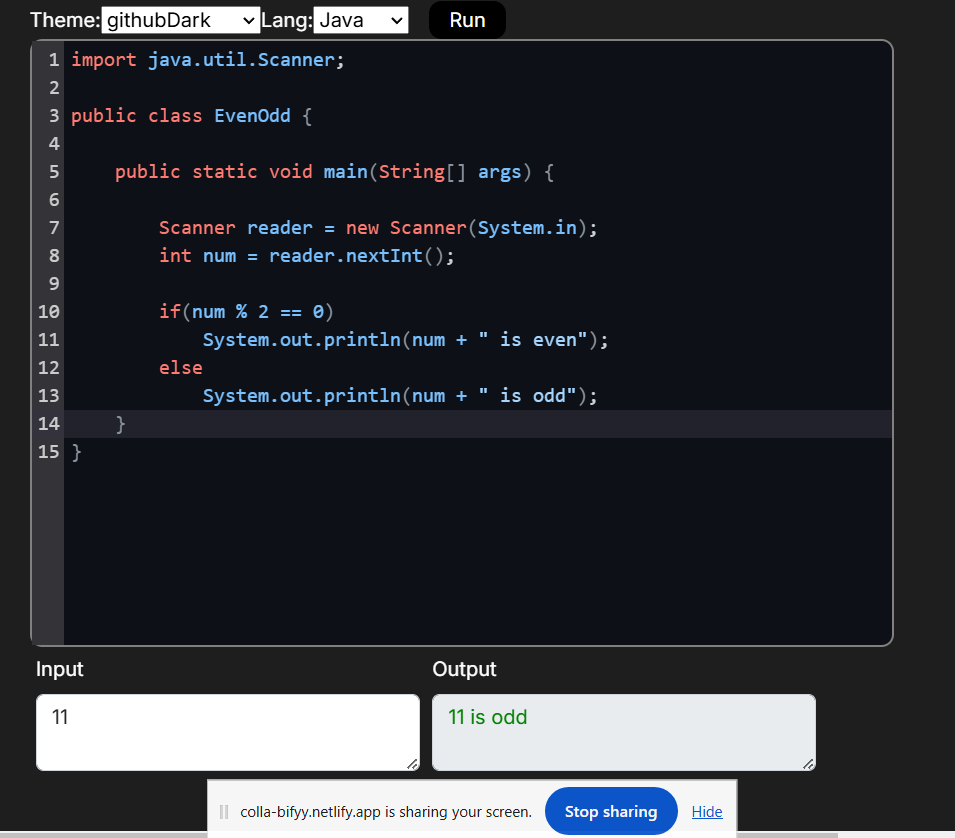 Theme: githubDark Lang: Java Run
1 import java.util.Scanner;
2
3 public class EvenOdd {
4
5     public static void main(String[] args) {
6
7         Scanner reader = new Scanner(System.in);
8         int num = reader.nextInt();
9
10         if(num % 2 == 0)
11             System.out.println(num + " is even");
12         else
13             System.out.println(num + " is odd");
14     }
15 }
Input Output
11 11 is odd
colla-bifyy.netlify.app is sharing your screen. Stop sharing Hide